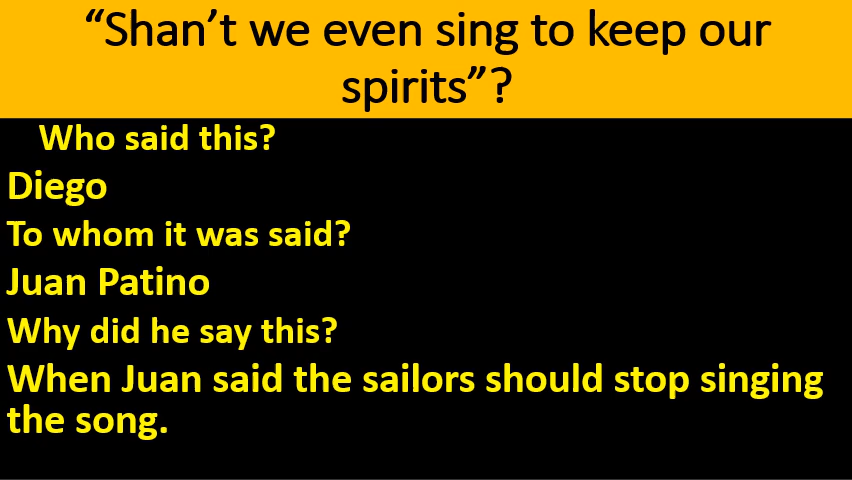 “Shan’t we even sing to keep our
spirits”?
Who said this?
Diego
To whom it was said?
Juan Patino
Why did he say this?
When Juan said the sailors should stop singing
the song.